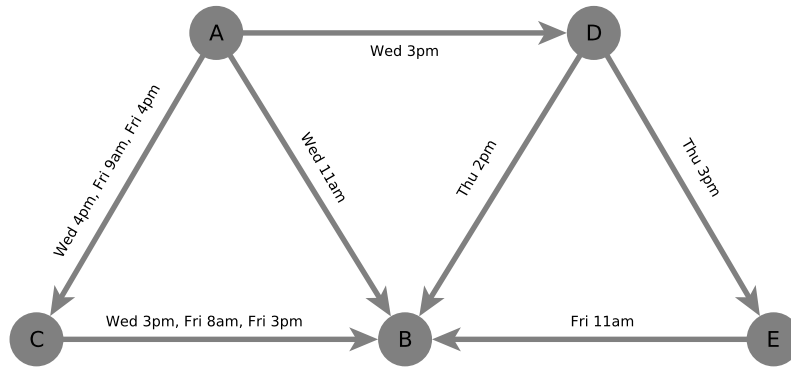 A
D
Wed 3pm
Wed 4pm, Fri 9am, Fri 4pm
Wed 11am
Thu 2pm
Thu 3pm
Wed 3pm, Fri 8am, Fri 3pm
Fri 11am
C
B
E